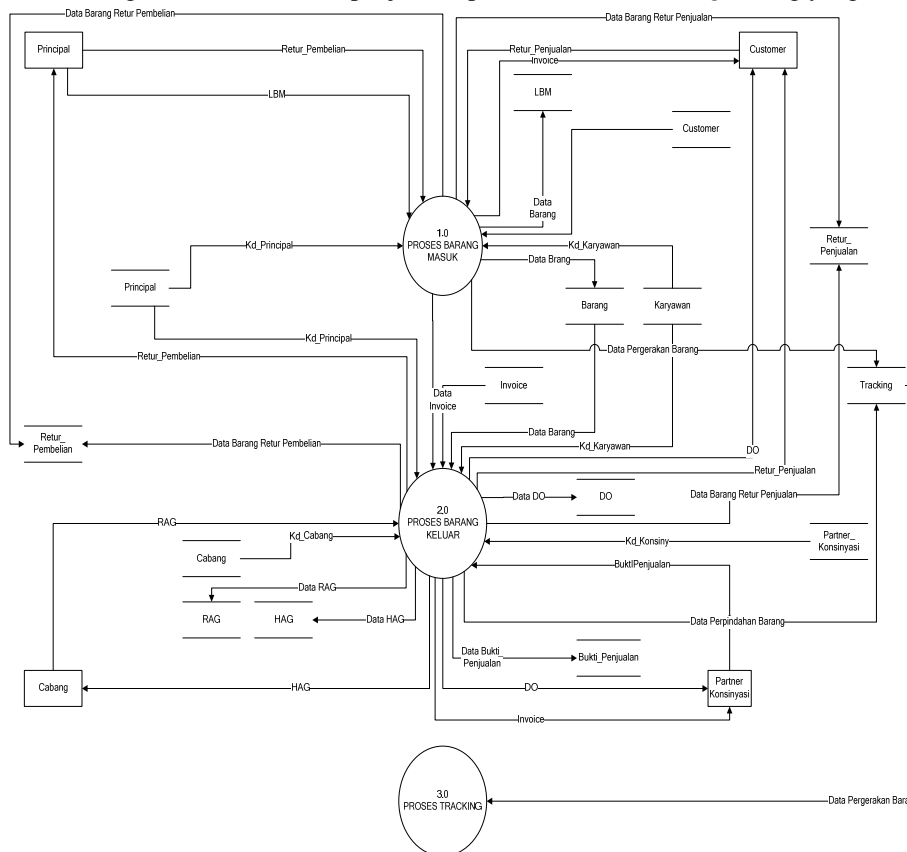 Data Barang Retur Pembelian
Data Barang Retur Penjualan
Principal
Retur_Pembelian
Retur_Penjualan
Invoice
Customer
LBM
LBM
Customer
Data
Barang
1.0
PROSES BARANG
MASUK
Kd_Principal
Kd_Karyawan
Retur_
Penjualan
Data Brang
Principal
Barang
Karyawan
Kd_Principal
Data Pergerakan Barang
Retur_Pembelian
Invoice
Tracking
Data
Invoice
Retur_
Pembelian
Data Barang Retur Pembelian
Data Barang
Kd_Karyawan
DO
Retur_Penjualan
2.0
PROSES BARANG
KELUAR
Data DO
DO
Data Barang Retur Penjualan
RAG
Kd_Cabang
Cabang
Kd_Konsiny
Partner_
Konsinyasi
BuktiPenjualan
Data RAG
RAG
HAG
Data HAG
Data Perpindahan Barang
Data Bukti_
Penjualan
Bukti_Penjualan
Cabang
HAG
DO
Partner
Konsinyasi
Invoice
3.0
PROSES TRACKING
Data Pergerakan Bara